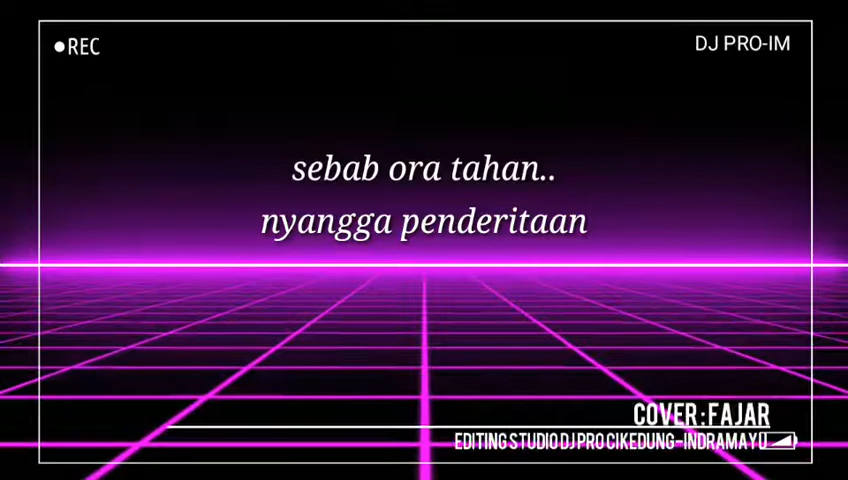 REC
DJ PRO-IM
sebab ora tahan..
nyangga penderitaan
COVER : FAJAR
EDITING STUDIO DJ PRO CIKEDUNG-INDRAMAYU